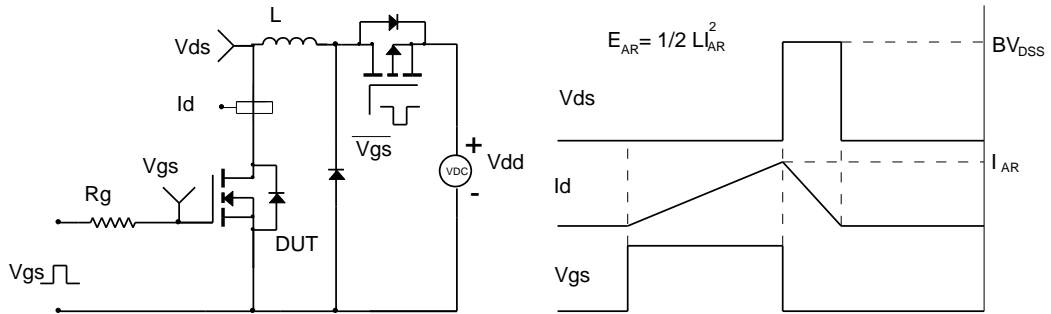 L
Vds
Id
Vgs
Rg
DUT
Vgs
Vgs
VDC
+
Vdd
-
E_AR= 1/2 LI_AR^2
BV_DSS
Vds
I_AR
Id
Vgs